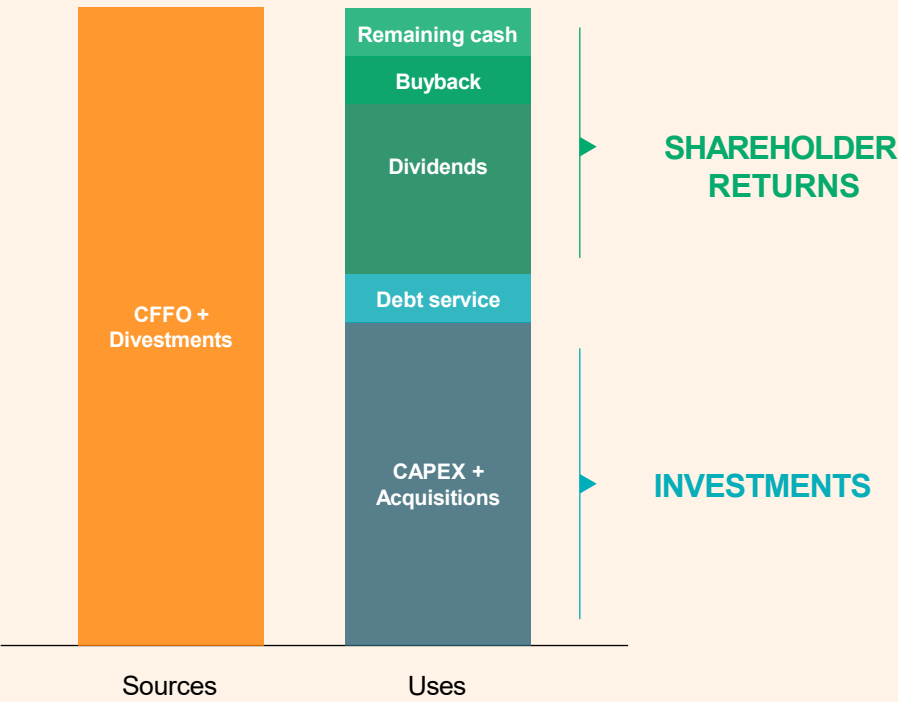 Remaining cash
Buyback
Dividends
SHAREHOLDER
RETURNS
Debt service
CFFO +
Divestments
CAPEX +
Acquisitions
INVESTMENTS
Sources
Uses